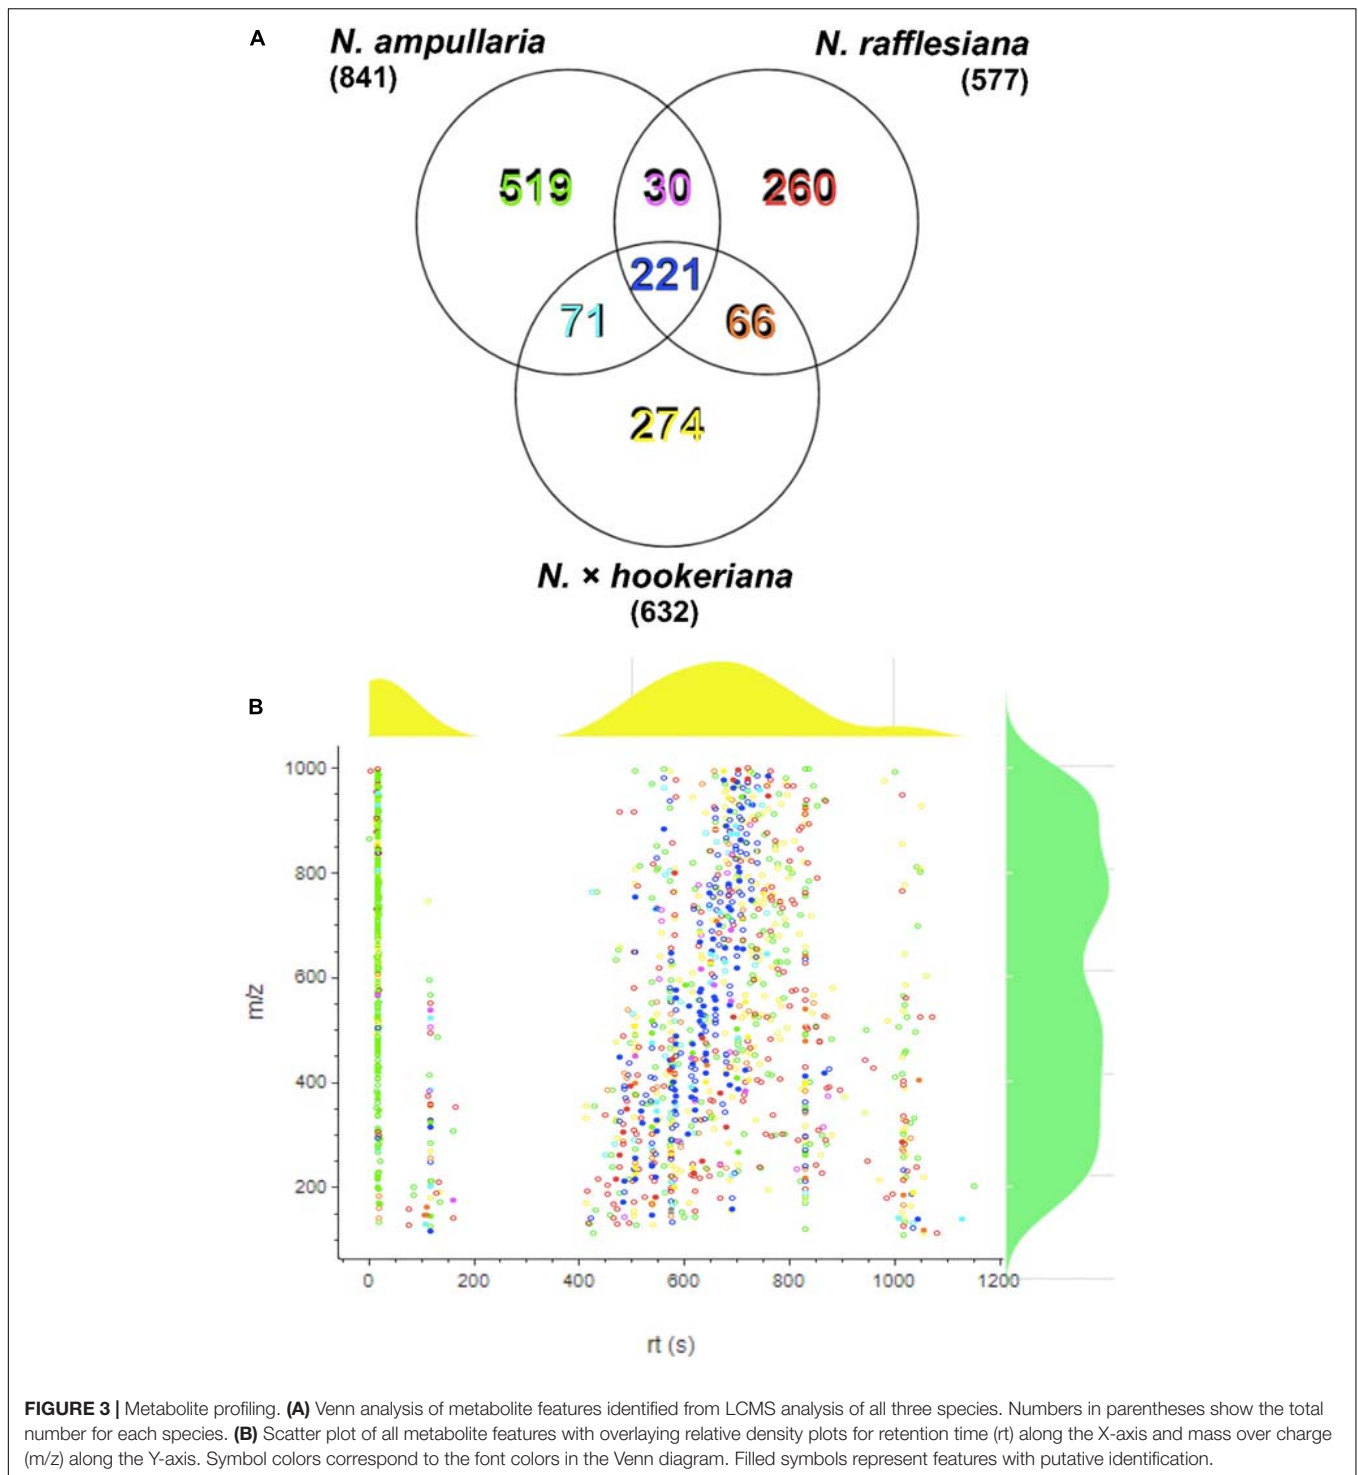 A
N. ampullaria
(841)
N. rafflesiana
(577)
519
30
260
221
71
66
274
N. × hookeriana
(632)
B
1000
800
600
400
200
m/z
0 200 400 600 800 1000 1200
rt (s)
FIGURE 3 | Metabolite profiling. (A) Venn analysis of metabolite features identified from LCMS analysis of all three species. Numbers in parentheses show the total
number for each species. (B) Scatter plot of all metabolite features with overlaying relative density plots for retention time (rt) along the X-axis and mass over charge
(m/z) along the Y-axis. Symbol colors correspond to the font colors in the Venn diagram. Filled symbols represent features with putative identification.